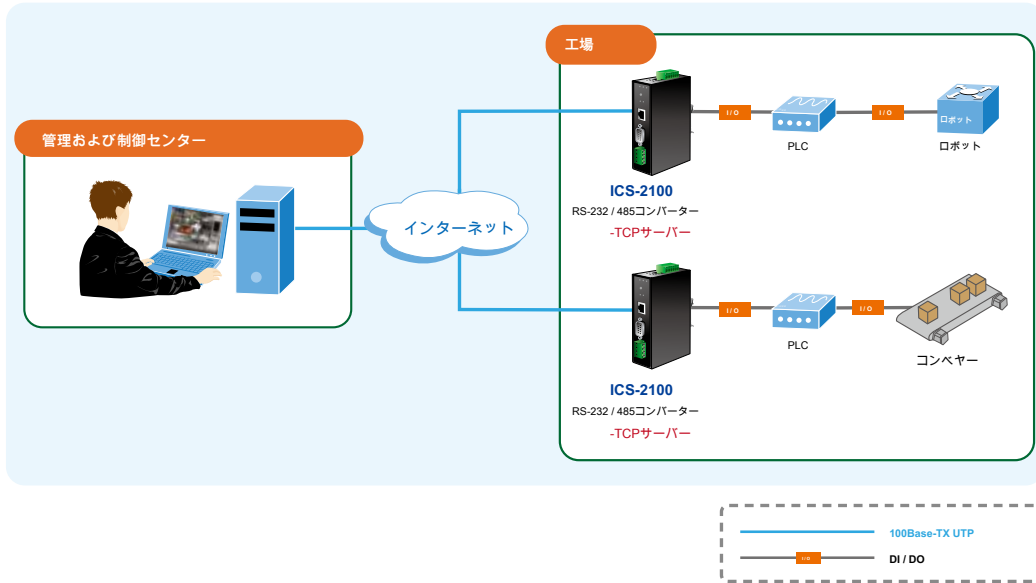 工場
管理および制御センター
インターネット
I / O
I / O
ロボット
PLC
ロボット
ICS-2100
RS-232 / 485コンバーター
-TCPサーバー
I / O
I / O
PLC
コンベヤー
ICS-2100
RS-232 / 485コンバーター
-TCPサーバー
100Base-TX UTP
I / O
DI / DO